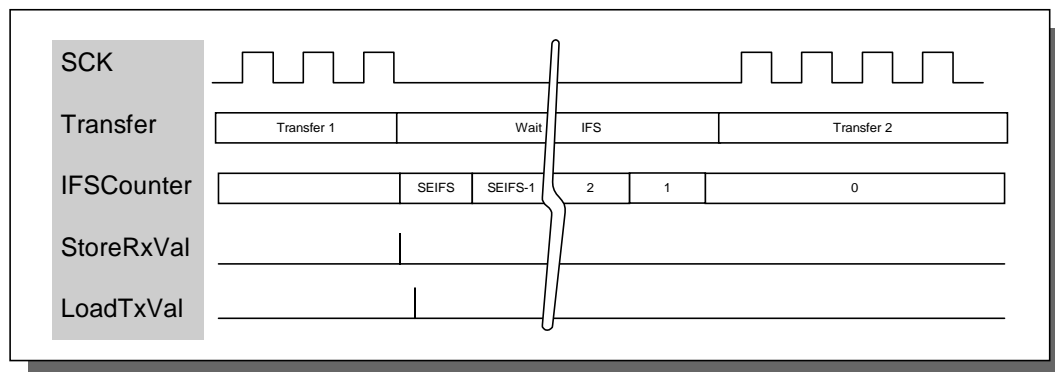 SCK
Transfer Transfer 1 Wait IFS Transfer 2
IFSCounter SEIFS SEIFS-1 2 1 0
StoreRxVal
LoadTxVal